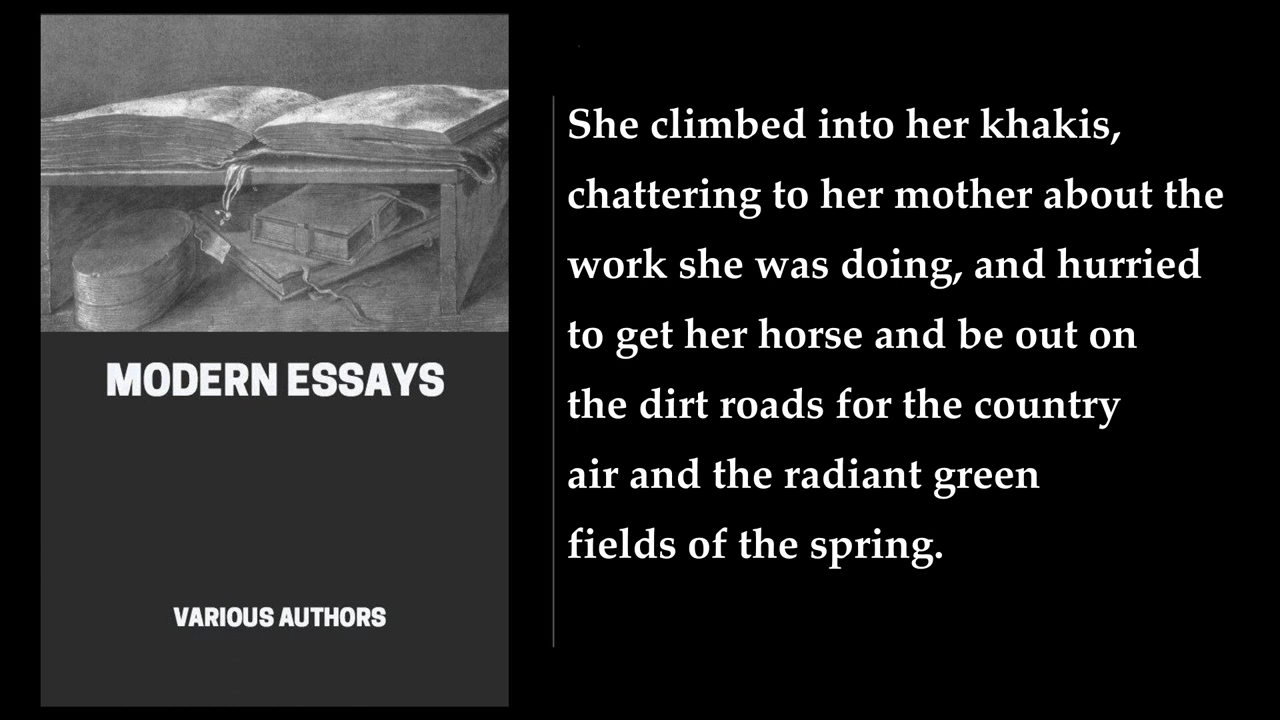 MODERN ESSAYS
VARIOUS AUTHORS
She climbed into her khakis,
chattering to her mother about the
work she was doing, and hurried
to get her horse and be out on
the dirt roads for the country
air and the radiant green
fields of the spring.